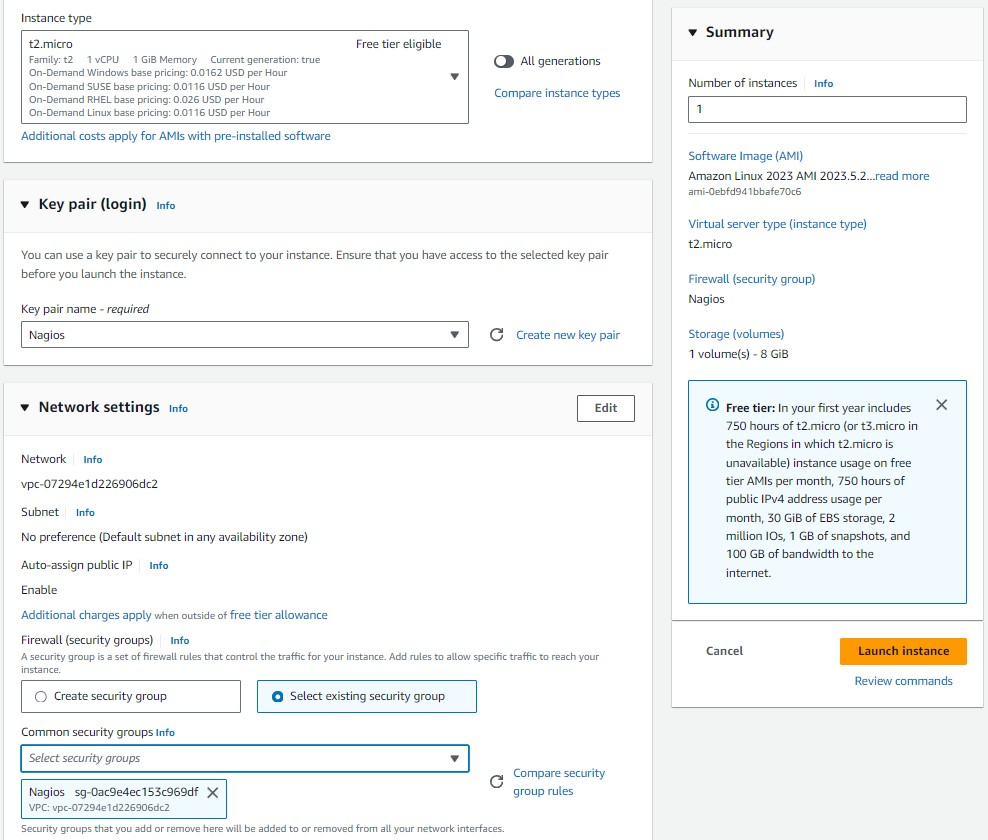 Instance type
t2.micro Free tier eligible
Family: t2 1 vCPU 1 GiB Memory Current generation: true
On-Demand Windows base pricing: 0.0162 USD per Hour
On-Demand SUSE base pricing: 0.0116 USD per Hour
On-Demand RHEL base pricing: 0.026 USD per Hour
On-Demand Linux base pricing: 0.0116 USD per Hour
All generations
Compare instance types
Additional costs apply for AMIs with pre-installed software
Key pair (login) Info
You can use a key pair to securely connect to your instance. Ensure that you have access to the selected key pair
before you launch the instance.
Key pair name - required
Nagios
Create new key pair
Network settings Info
Edit
Network Info
vpc-07294e1d226906dc2
Subnet Info
No preference (Default subnet in any availability zone)
Auto-assign public IP Info
Enable
Additional charges apply when outside of free tier allowance
Firewall (security groups) Info
A security group is a set of firewall rules that control the traffic for your instance. Add rules to allow specific traffic to reach your
instance.
Create security group
Select existing security group
Common security groups Info
Select security groups
Nagios sg-0ac9e4ec153c969df
VPC: vpc-07294e1d226906dc2
Compare security
group rules
Security groups that you add or remove here will be added to or removed from all your network interfaces.
Summary
Number of instances Info
1
Software Image (AMI)
Amazon Linux 2023 AMI 2023.5.2...read more
ami-0ebfd941bbafe70c6
Virtual server type (instance type)
t2.micro
Firewall (security group)
Nagios
Storage (volumes)
1 volume(s) - 8 GiB
Free tier: In your first year includes
750 hours of t2.micro (or t3.micro in
the Regions in which t2.micro is
unavailable) instance usage on free
tier AMIs per month, 750 hours of
public IPv4 address usage per
month, 30 GiB of EBS storage, 2
million IOs, 1 GB of snapshots, and
100 GB of bandwidth to the
internet.
Cancel
Launch instance
Review commands